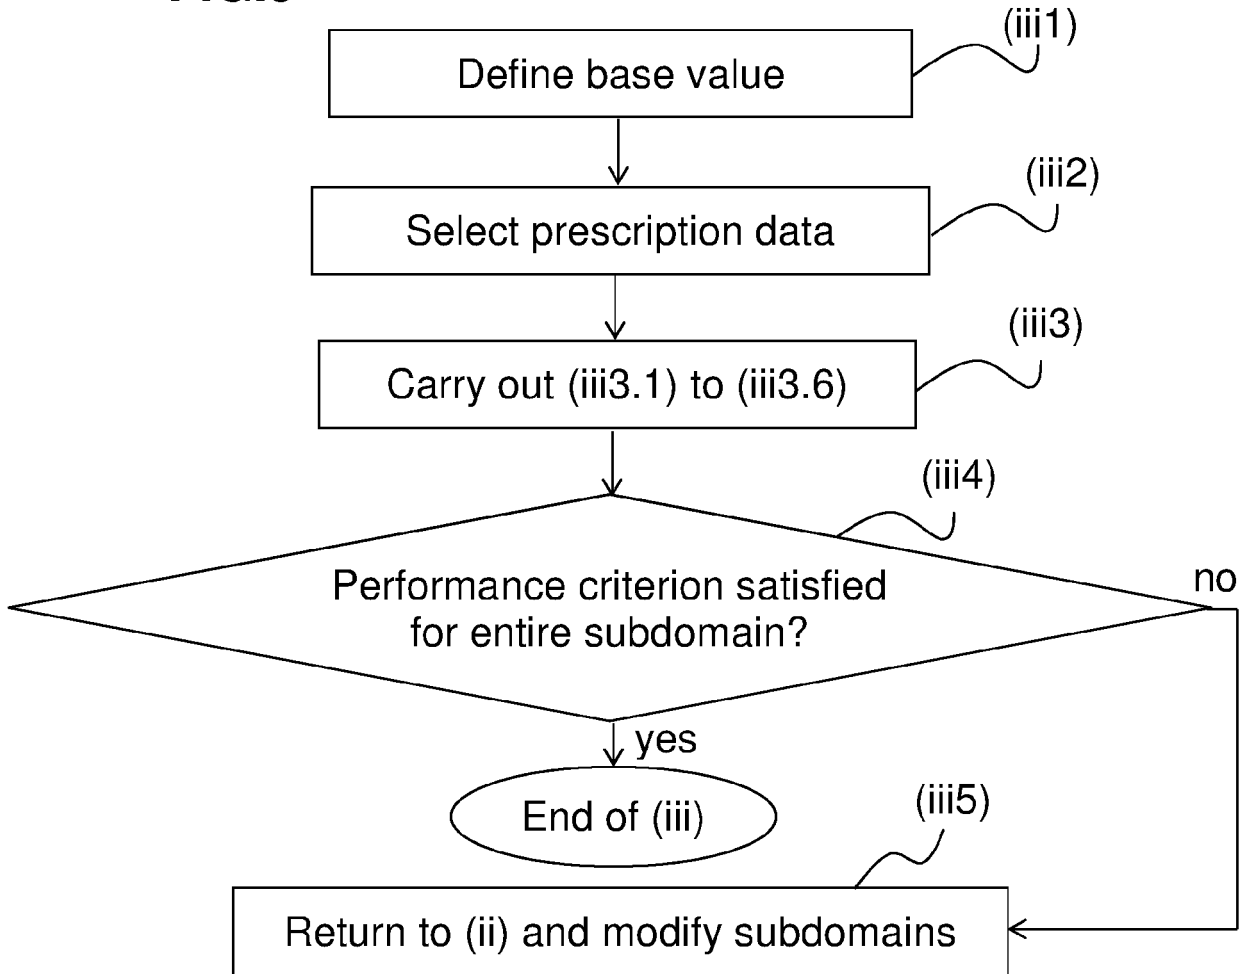 (iii1)
Define base value
(iii2)
Select prescription data
(iii3)
Carry out (iii3.1) to (iii3.6)
(iii4)
Performance criterion satisfied
for entire subdomain?
no
yes
End of (iii)
(iii5)
Return to (ii) and modify subdomains